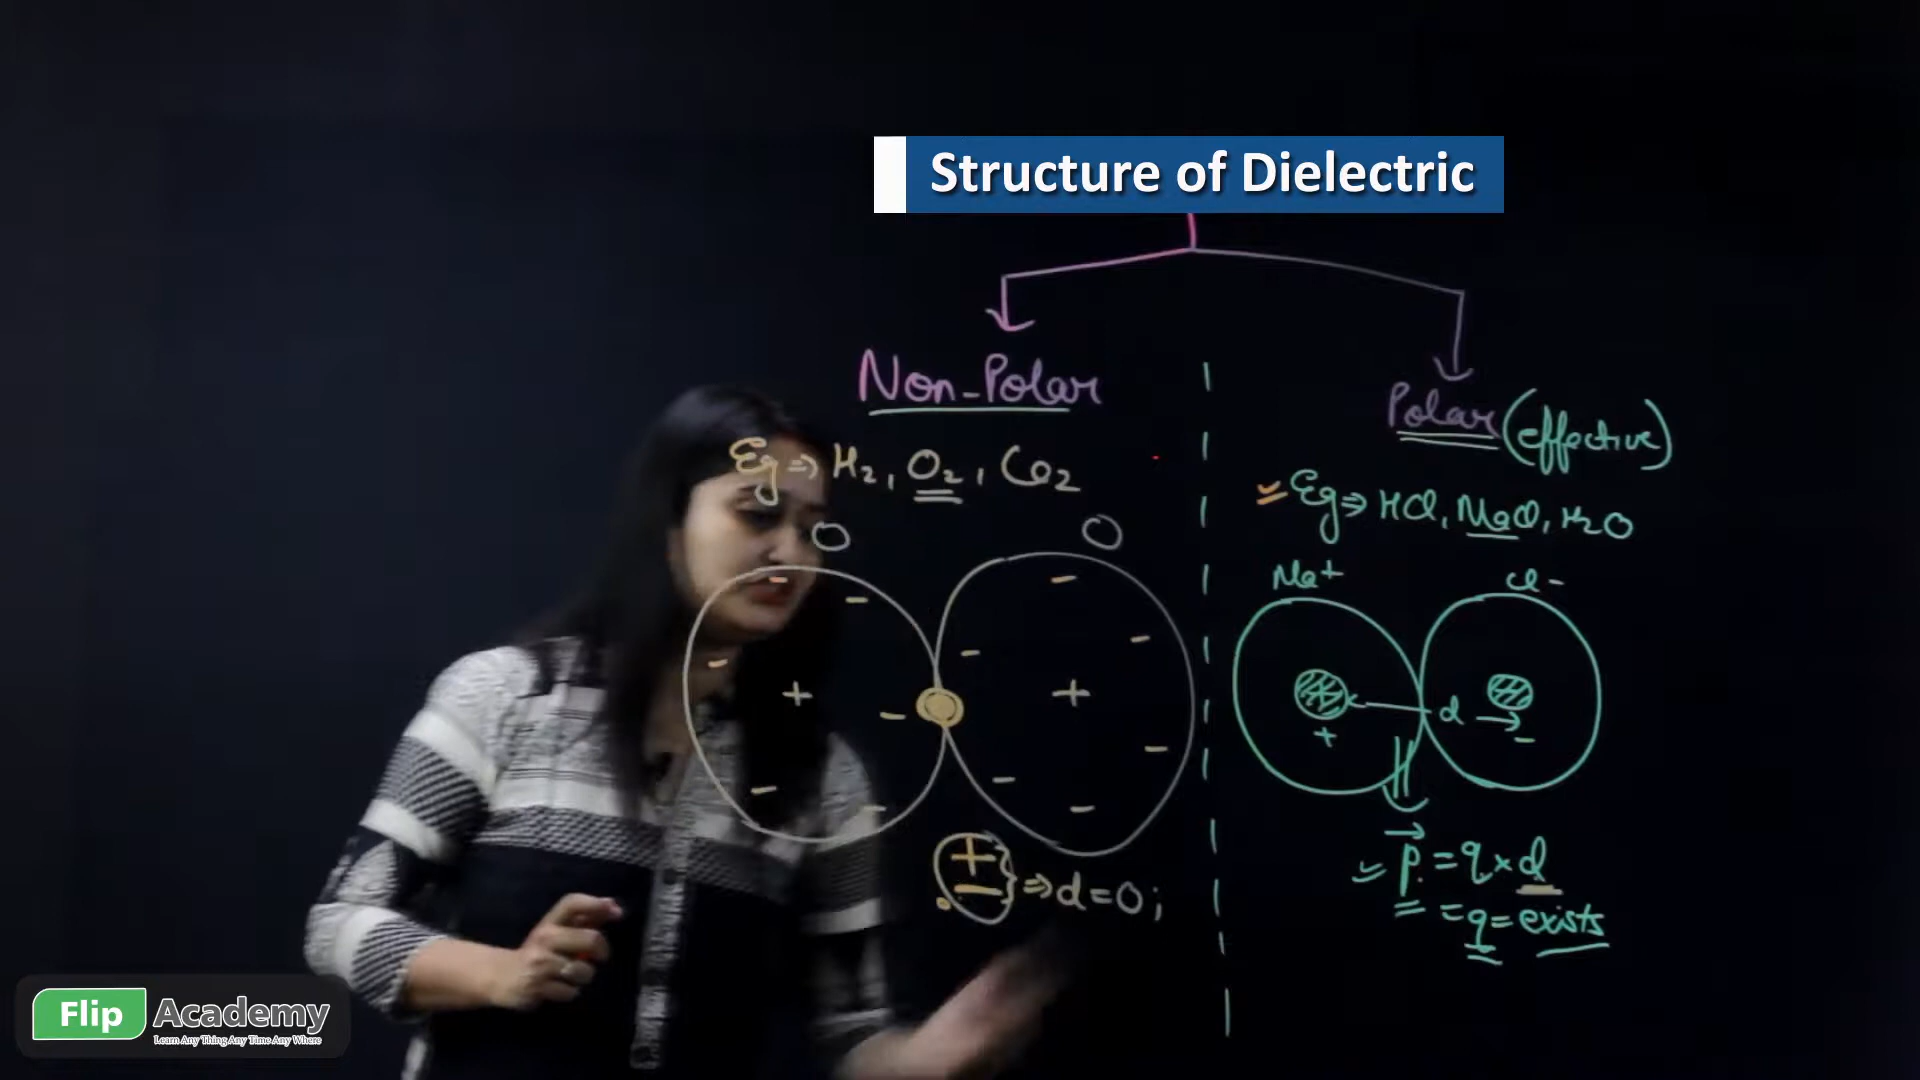 Structure of Dielectric
Non-Polar
Polar (effective)
Eg ⇒ H₂, O₂, CO₂
Eg ⇒ HCl, NaCl, H₂O
O O
Na+ Cl-
- - - - - - -
+ - + - d
+ -
- - - -
+
- } ⇒ d = 0 ;
p = q × d
= q = exists
Flip Academy
Learn Any Thing Any Time Any Where